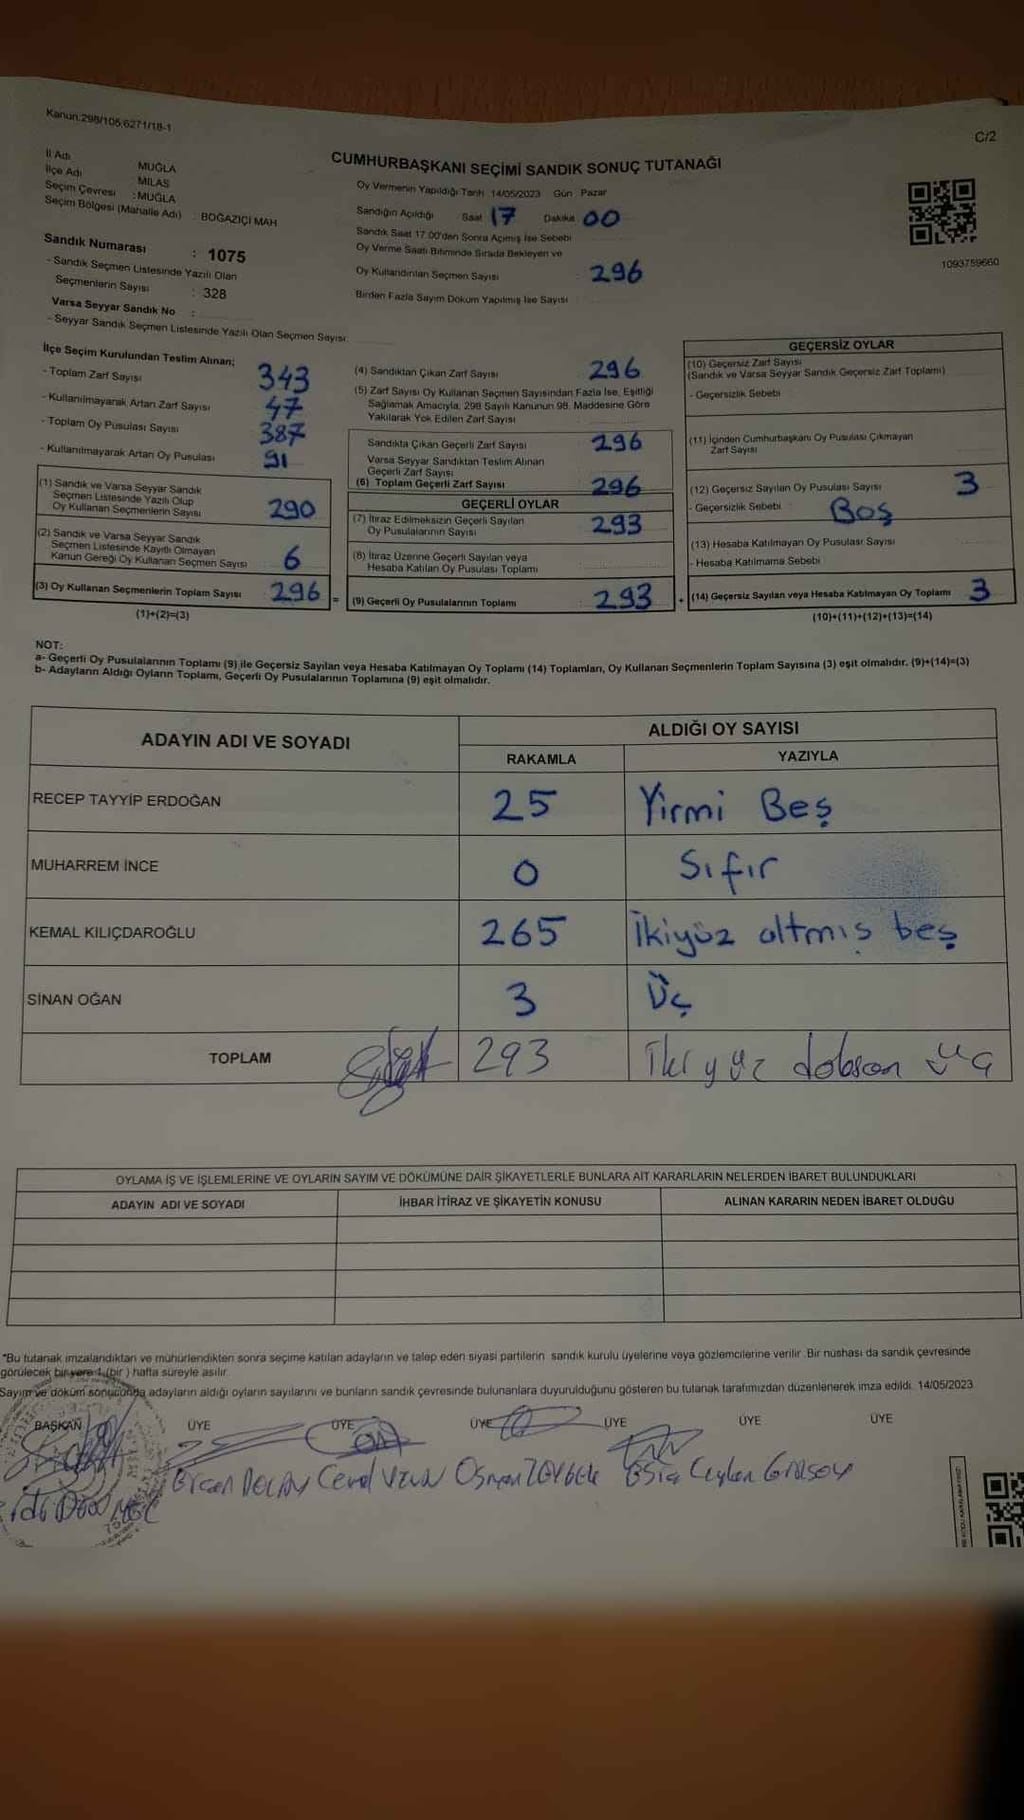 Kanun:298/105,6271/18-1
C/2
İl Adı MUĞLA
İlçe Adı MİLAS
Seçim Çevresi : MUĞLA
Seçim Bölgesi (Mahalle Adı) : BOĞAZİÇİ MAH
CUMHURBAŞKANI SEÇİMİ SANDIK SONUÇ TUTANAĞI
Oy Vermenin Yapıldığı Tarih 14/05/2023 Gün Pazar
Sandığın Açıldığı Saat 17 Dakika 00
Sandık Saat 17.00'den Sonra Açımış İse Sebebi
Oy Verme Saati Bitiminde Sırada Bekleyen ve
Oy Kullandırılan Seçmen Sayısı : 296
Birden Fazla Sayım Döküm Yapılmış İse Sayısı
1093759660
Sandık Numarası : 1075
- Sandık Seçmen Listesinde Yazılı Olan
Seçmenlerin Sayısı : 328
Varsa Seyyar Sandık No :
- Seyyar Sandık Seçmen Listesinde Yazılı Olan Seçmen Sayısı:
İlçe Seçim Kurulundan Teslim Alınan;
- Toplam Zarf Sayısı 343
- Kullanılmayarak Artan Zarf Sayısı 47
- Toplam Oy Pusulası Sayısı 387
- Kullanılmayarak Artan Oy Pusulası 91
(1) Sandık ve Varsa Seyyar Sandık
Seçmen Listesinde Yazılı Olup
Oy Kullanan Seçmenlerin Sayısı 290
(2) Sandık ve Varsa Seyyar Sandık
Seçmen Listesinde Kayıtlı Olmayan
Kanun Gereği Oy Kullanan Seçmen Sayısı 6
(3) Oy Kullanan Seçmenlerin Toplam Sayısı 296 =
(1)+(2)=(3)
(4) Sandıktan Çıkan Zarf Sayısı 296
(5) Zarf Sayısı Oy Kullanan Seçmen Sayısından Fazla İse, Eşitliği
Sağlamak Amacıyla, 298 Sayılı Kanunun 98. Maddesine Göre
Yakılarak Yok Edilen Zarf Sayısı
Sandıkta Çıkan Geçerli Zarf Sayısı 296
Varsa Seyyar Sandıktan Teslim Alınan
Geçerli Zarf Sayısı
(6) Toplam Geçerli Zarf Sayısı 296
GEÇERLİ OYLAR
(7) İtiraz Edilmeksizin Geçerli Sayılan
Oy Pusulalarının Sayısı 293
(8) İtiraz Üzerine Geçerli Sayılan veya
Hesaba Katılan Oy Pusulası Toplamı
(9) Geçerli Oy Pusulalarının Toplamı 293 +
GEÇERSİZ OYLAR
(10) Geçersiz Zarf Sayısı
(Sandık ve Varsa Seyyar Sandık Geçersiz Zarf Toplamı)
- Geçersizlik Sebebi
(11) İçinden Cumhurbaşkanı Oy Pusulası Çıkmayan
Zarf Sayısı
(12) Geçersiz Sayılan Oy Pusulası Sayısı 3
- Geçersizlik Sebebi : Boş
(13) Hesaba Katılmayan Oy Pusulası Sayısı
- Hesaba Katılmama Sebebi
(14) Geçersiz Sayılan veya Hesaba Katılmayan Oy Toplamı 3
(10)+(11)+(12)+(13)=(14)
NOT:
a- Geçerli Oy Pusulalarının Toplamı (9) ile Geçersiz Sayılan veya Hesaba Katılmayan Oy Toplamı (14) Toplamları, Oy Kullanan Seçmenlerin Toplam Sayısına (3) eşit olmalıdır. (9)+(14)=(3)
b- Adayların Aldığı Oyların Toplamı, Geçerli Oy Pusulalarının Toplamına (9) eşit olmalıdır.
ADAYIN ADI VE SOYADI
ALDIĞI OY SAYISI
RAKAMLA YAZIYLA
RECEP TAYYİP ERDOĞAN 25 Yirmi Beş
MUHARREM İNCE 0 Sıfır
KEMAL KILIÇDAROĞLU 265 İkiyüz altmış beş
SİNAN OĞAN 3 Üç
TOPLAM 293 iki yüz doksan üç
OYLAMA İŞ VE İŞLEMLERİNE VE OYLARIN SAYIM VE DÖKÜMÜNE DAİR ŞİKAYETLERLE BUNLARA AİT KARARLARIN NELERDEN İBARET BULUNDUKLARI
ADAYIN ADI VE SOYADI İHBAR İTİRAZ VE ŞİKAYETİN KONUSU ALINAN KARARIN NEDEN İBARET OLDUĞU
*Bu tutanak imzalandıktan ve mühürlendikten sonra seçime katılan adayların ve talep eden siyasi partilerin sandık kurulu üyelerine veya gözlemcilerine verilir. Bir nüshası da sandık çevresinde
görülecek bir yere 1 (bir) hafta süreyle asılır
Sayım ve döküm sonucunda adayların aldığı oyların sayılarını ve bunların sandık çevresinde bulunanlara duyurulduğunu gösteren bu tutanak tarafımızdan düzenlenerek imza edildi. 14/05/2023
BAŞKAN ÜYE ÜYE ÜYE ÜYE ÜYE ÜYE
Ercan Cemal UZUN Osman ZEYBEK Esra Ceylan GÜLSOY